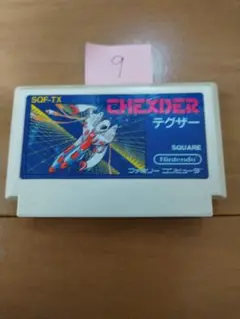 9
SQF-TX
THEXDER
テグザー
SQUARE
Nintendo
ファミリー コンピュータ